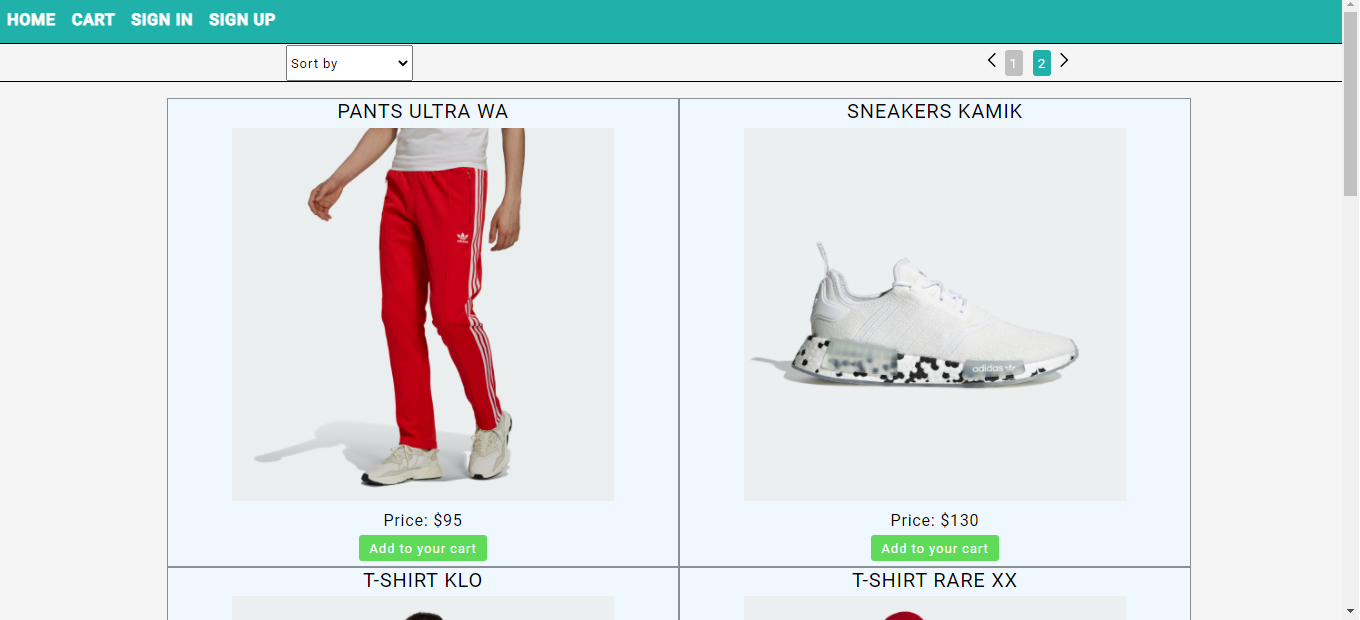 HOME CART SIGN IN SIGN UP
Sort by
1 2
PANTS ULTRA WA
SNEAKERS KAMIK
adidas
Price: $95
Price: $130
Add to your cart
Add to your cart
T-SHIRT KLO
T-SHIRT RARE XX